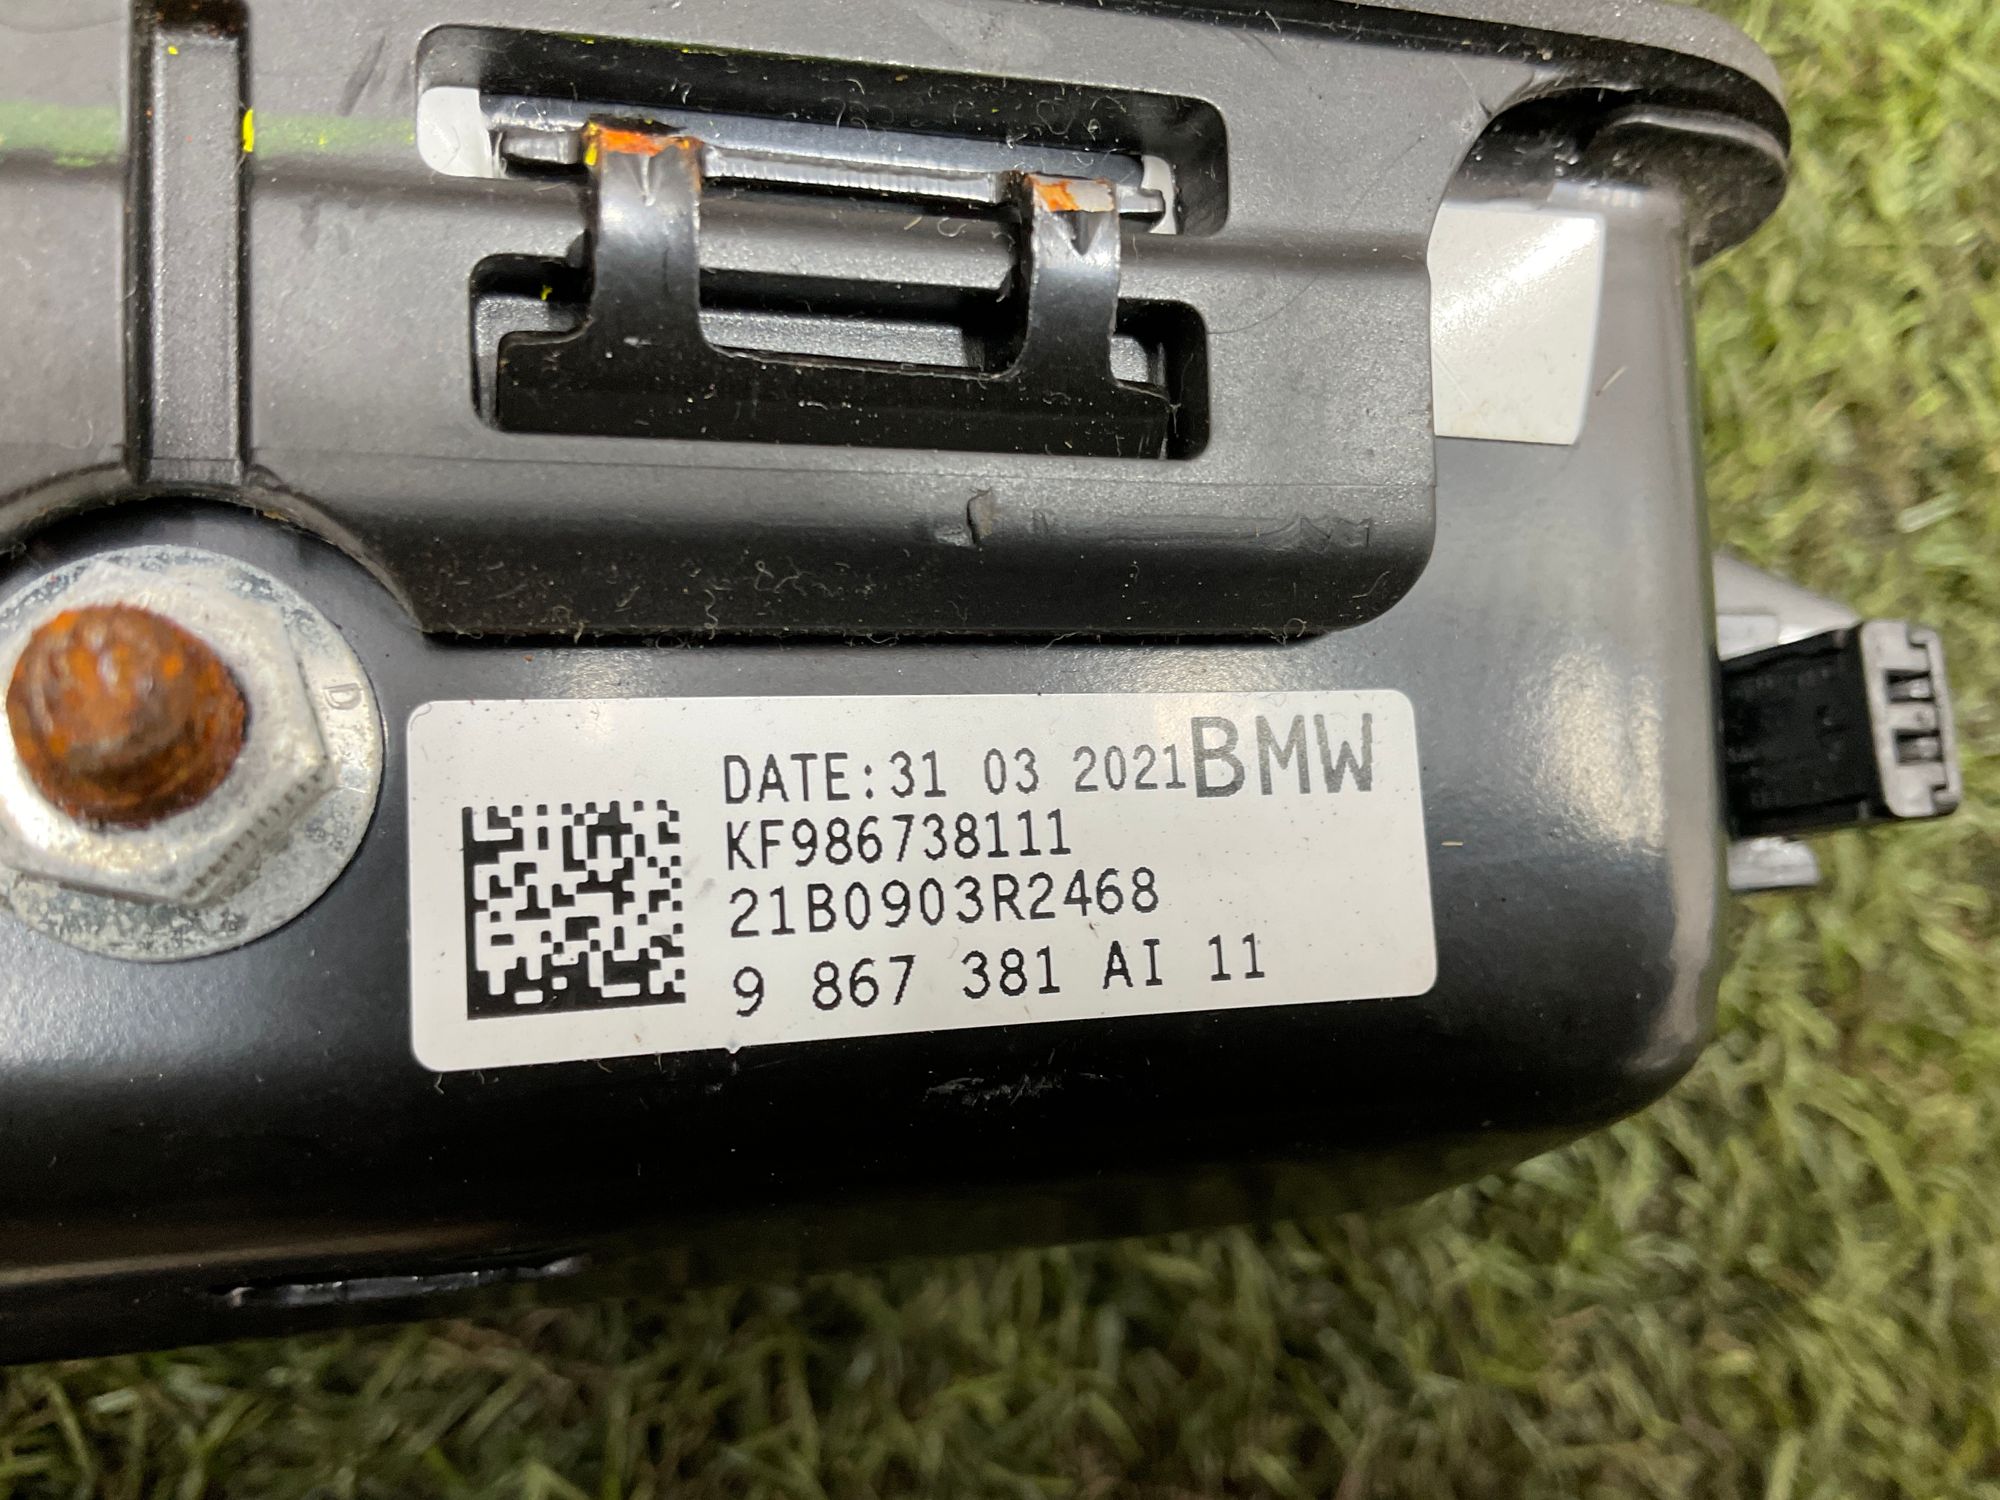 DATE:31 03 2021 BMW
KF986738111
21B0903R2468
9 867 381 AI 11
D